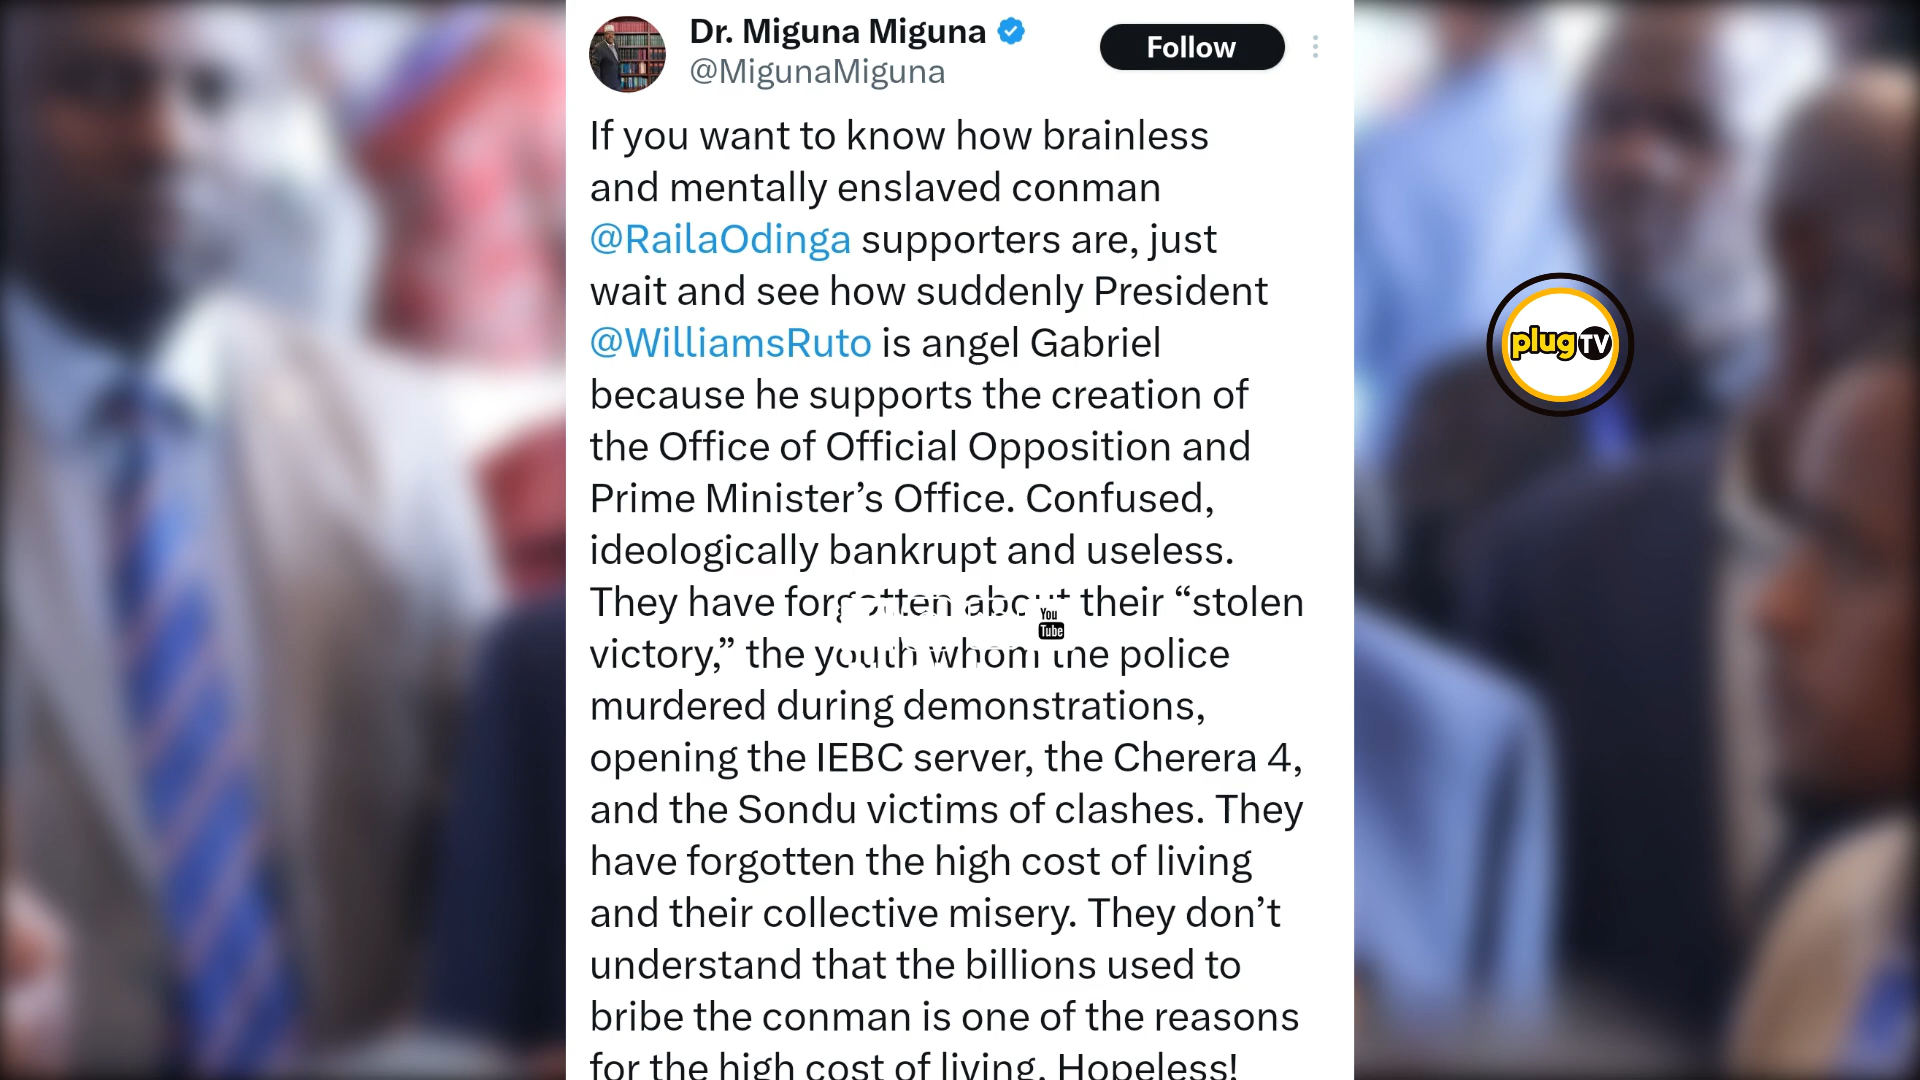 Dr. Miguna Miguna
@MigunaMiguna
Follow
If you want to know how brainless
and mentally enslaved conman
@RailaOdinga supporters are, just
wait and see how suddenly President
@WilliamsRuto is angel Gabriel
because he supports the creation of
the Office of Official Opposition and
Prime Minister’s Office. Confused,
ideologically bankrupt and useless.
They have forgotten about their “stolen
victory,” the youth whom the police
murdered during demonstrations,
opening the IEBC server, the Cherera 4,
and the Sondu victims of clashes. They
have forgotten the high cost of living
and their collective misery. They don’t
understand that the billions used to
bribe the conman is one of the reasons
for the high cost of living. Hopeless!
plug TV
You
Tube